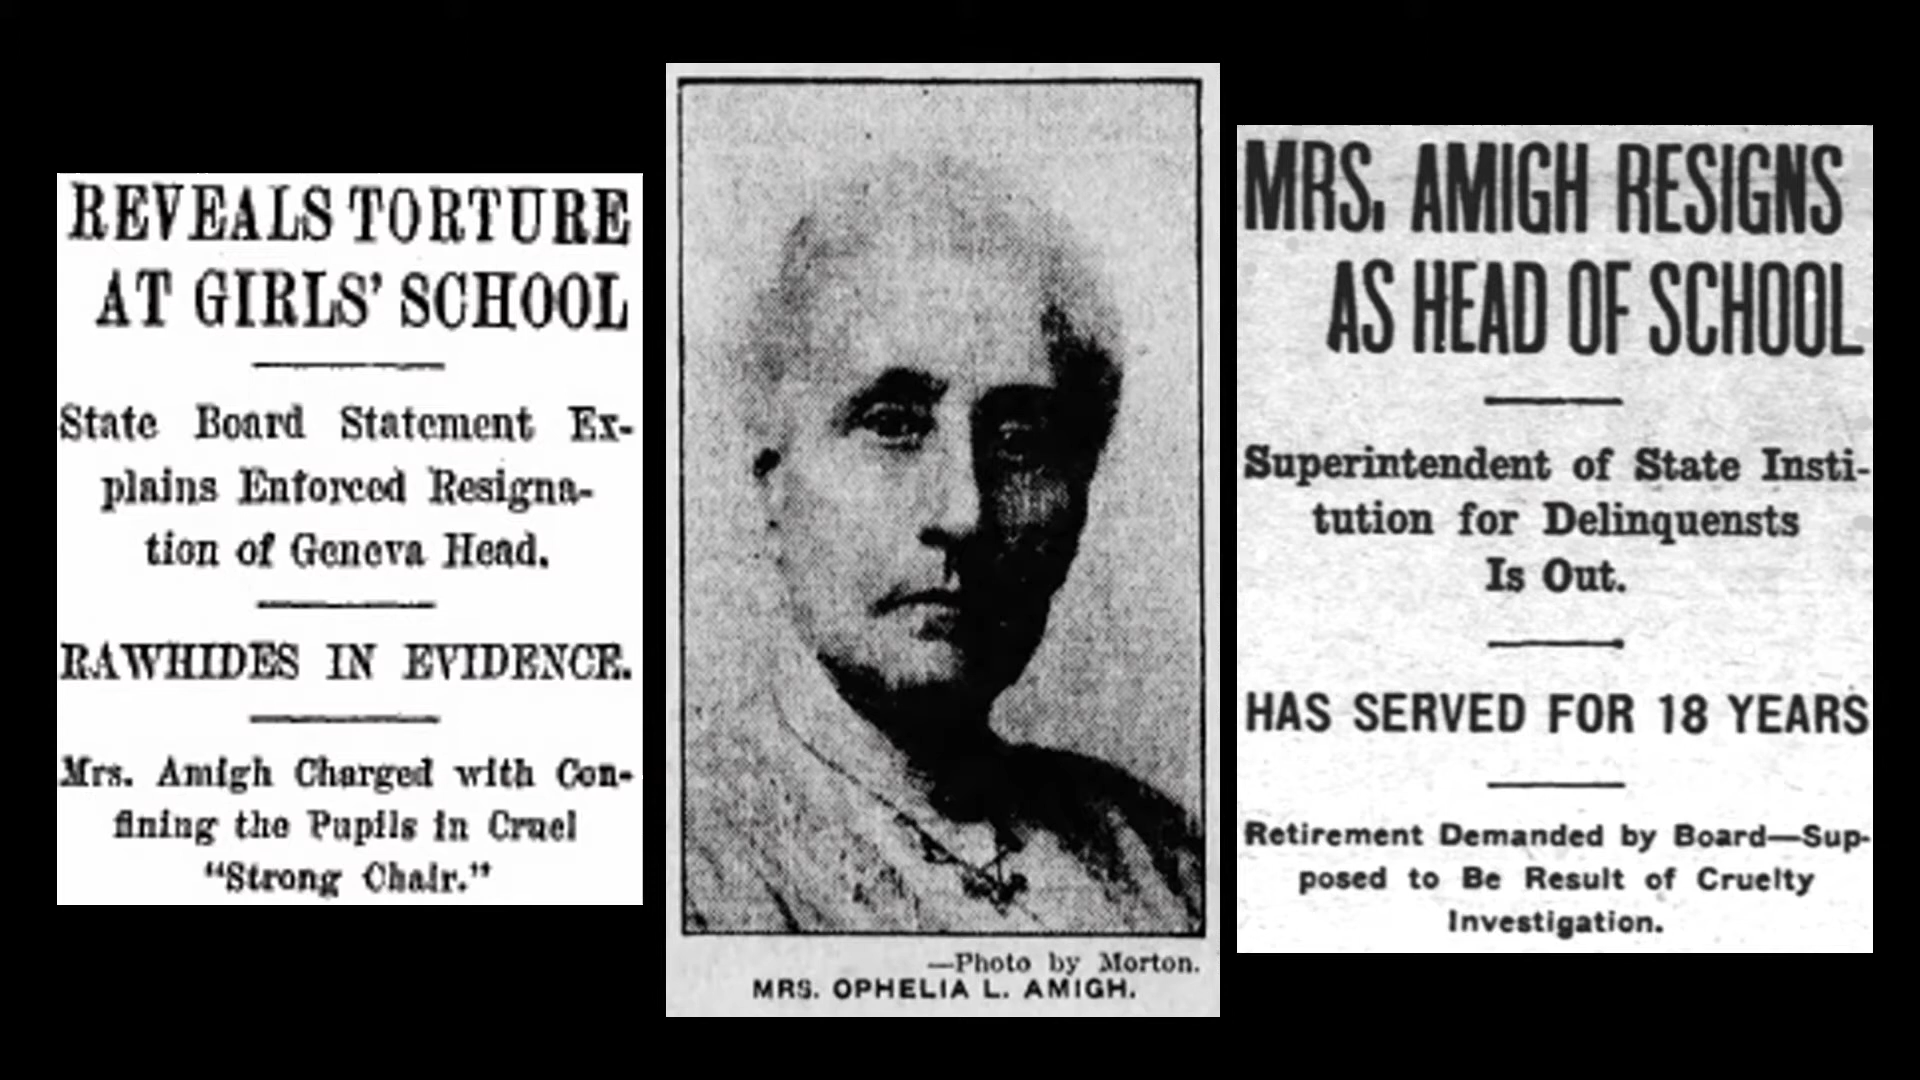 REVEALS TORTURE
AT GIRLS' SCHOOL
State Board Statement Ex-
plains Enforced Resigna-
tion of Geneva Head.
RAWHIDES IN EVIDENCE.
Mrs. Amigh Charged with Con-
fining the Pupils in Cruel
"Strong Chair."
—Photo by Morton.
MRS. OPHELIA L. AMIGH.
MRS. AMIGH RESIGNS
AS HEAD OF SCHOOL
Superintendent of State Insti-
tution for Delinquensts
Is Out.
HAS SERVED FOR 18 YEARS
Retirement Demanded by Board—Sup-
posed to Be Result of Cruelty
Investigation.